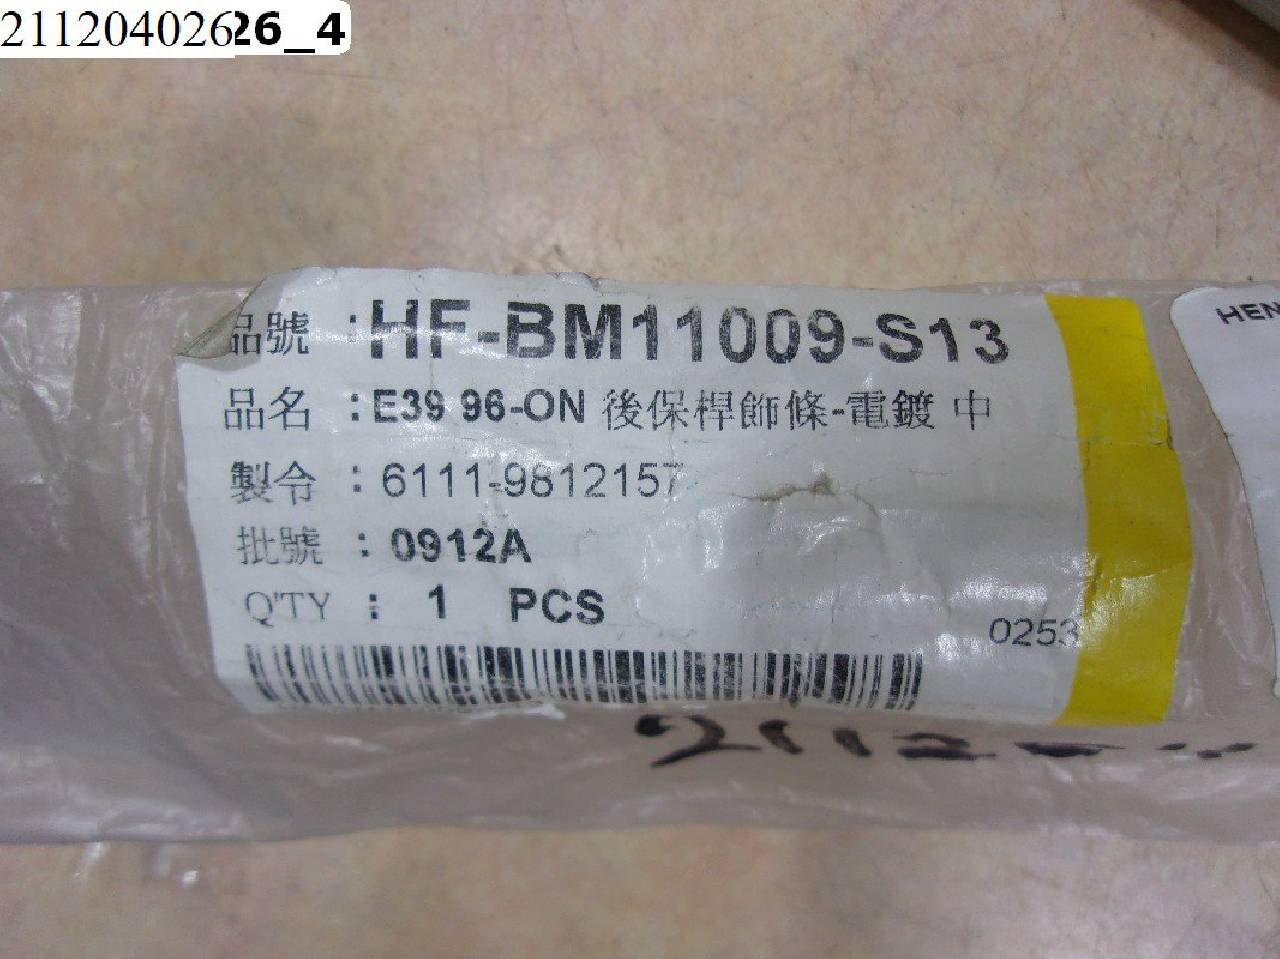 21120402626_4
品號 :HF-BM11009-S13
HEN
品名 :E39 96-ON 後保桿飾條-電鍍 中
製令 :6111-9812157
批號 : 0912A
Q'TY : 1 PCS
0253